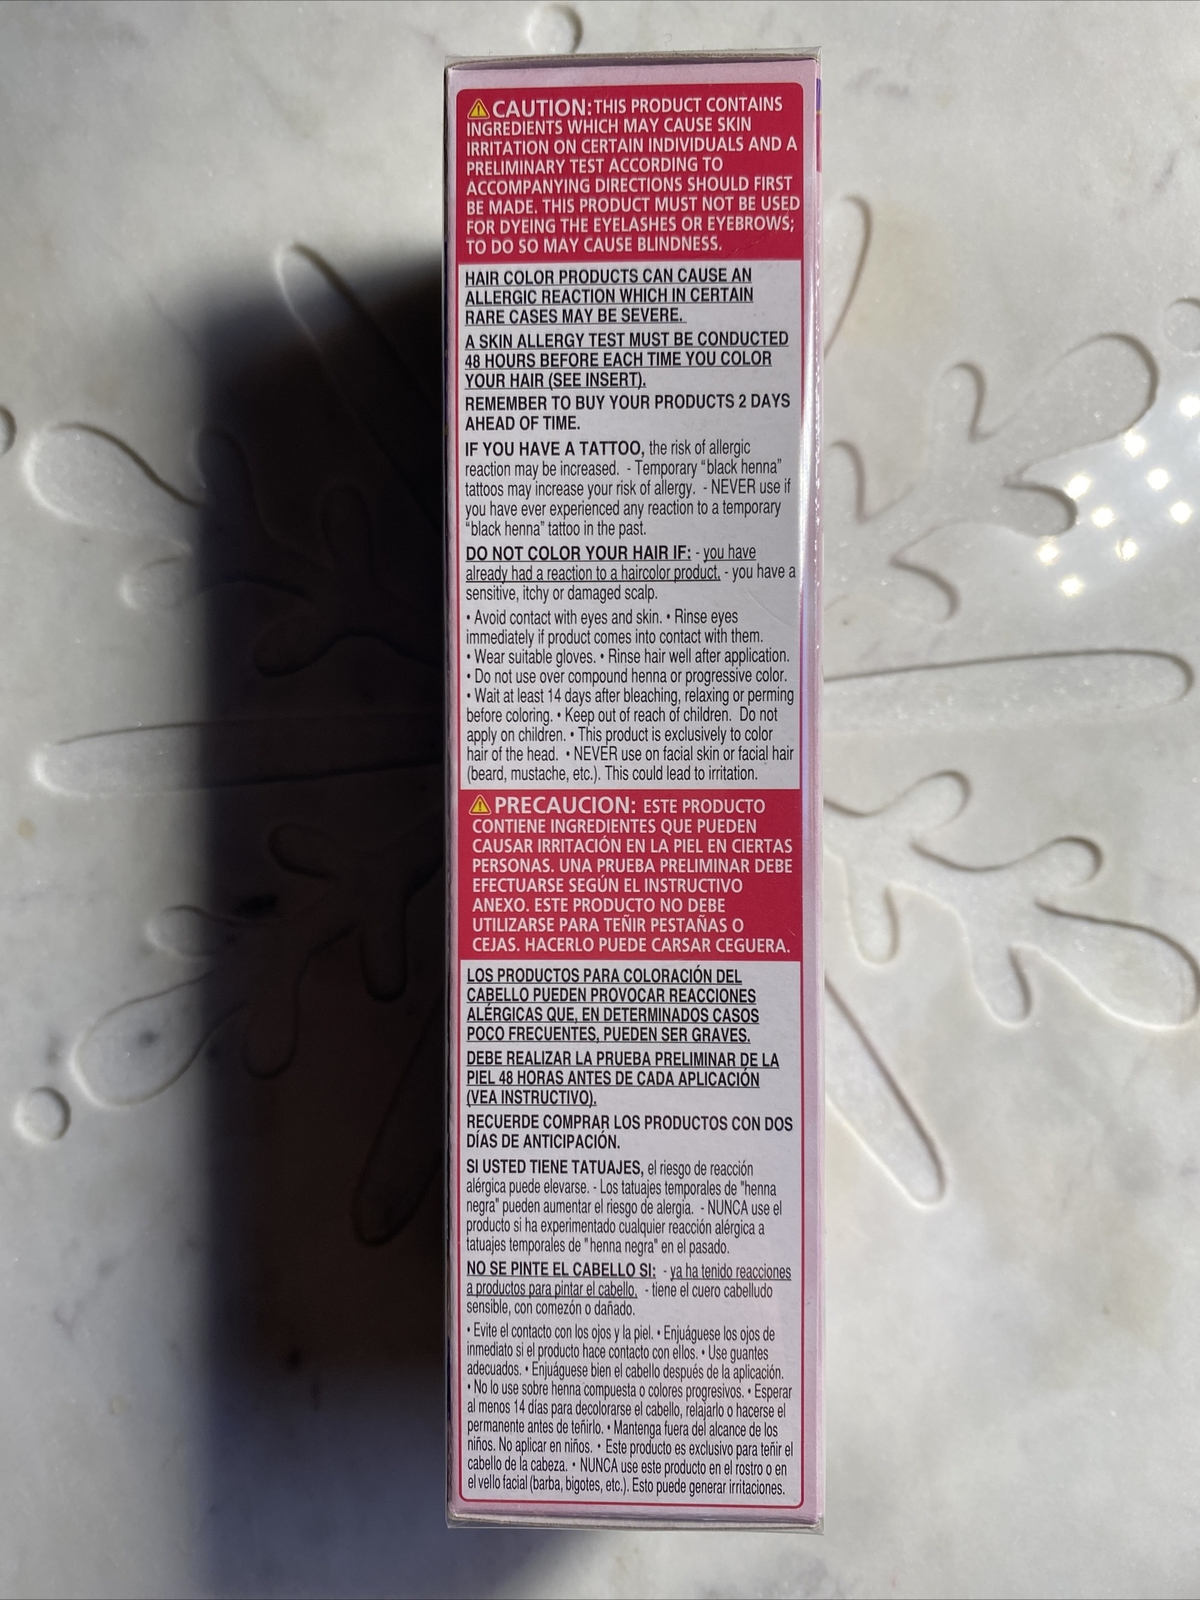 CAUTION: THIS PRODUCT CONTAINS
INGREDIENTS WHICH MAY CAUSE SKIN
IRRITATION ON CERTAIN INDIVIDUALS AND A
PRELIMINARY TEST ACCORDING TO
ACCOMPANYING DIRECTIONS SHOULD FIRST
BE MADE. THIS PRODUCT MUST NOT BE USED
FOR DYEING THE EYELASHES OR EYEBROWS;
TO DO SO MAY CAUSE BLINDNESS.
HAIR COLOR PRODUCTS CAN CAUSE AN
ALLERGIC REACTION WHICH IN CERTAIN
RARE CASES MAY BE SEVERE.
A SKIN ALLERGY TEST MUST BE CONDUCTED
48 HOURS BEFORE EACH TIME YOU COLOR
YOUR HAIR (SEE INSERT).
REMEMBER TO BUY YOUR PRODUCTS 2 DAYS
AHEAD OF TIME.
IF YOU HAVE A TATTOO, the risk of allergic
reaction may be increased. - Temporary "black henna"
tattoos may increase your risk of allergy. - NEVER use if
you have ever experienced any reaction to a temporary
"black henna" tattoo in the past.
DO NOT COLOR YOUR HAIR IF: - you have
already had a reaction to a haircolor product. - you have a
sensitive, itchy or damaged scalp.
• Avoid contact with eyes and skin. • Rinse eyes
immediately if product comes into contact with them.
• Wear suitable gloves. • Rinse hair well after application.
• Do not use over compound henna or progressive color.
• Wait at least 14 days after bleaching, relaxing or perming
before coloring. • Keep out of reach of children. Do not
apply on children. • This product is exclusively to color
hair of the head. • NEVER use on facial skin or facial hair
(beard, mustache, etc.). This could lead to irritation.
PRECAUCION: ESTE PRODUCTO
CONTIENE INGREDIENTES QUE PUEDEN
CAUSAR IRRITACIÓN EN LA PIEL EN CIERTAS
PERSONAS. UNA PRUEBA PRELIMINAR DEBE
EFECTUARSE SEGÚN EL INSTRUCTIVO
ANEXO. ESTE PRODUCTO NO DEBE
UTILIZARSE PARA TEÑIR PESTAÑAS O
CEJAS. HACERLO PUEDE CARSAR CEGUERA.
LOS PRODUCTOS PARA COLORACIÓN DEL
CABELLO PUEDEN PROVOCAR REACCIONES
ALÉRGICAS QUE, EN DETERMINADOS CASOS
POCO FRECUENTES, PUEDEN SER GRAVES.
DEBE REALIZAR LA PRUEBA PRELIMINAR DE LA
PIEL 48 HORAS ANTES DE CADA APLICACIÓN
(VEA INSTRUCTIVO).
RECUERDE COMPRAR LOS PRODUCTOS CON DOS
DÍAS DE ANTICIPACIÓN.
SI USTED TIENE TATUAJES, el riesgo de reacción
alérgica puede elevarse. - Los tatuajes temporales de "henna
negra" pueden aumentar el riesgo de alergia. - NUNCA use el
producto si ha experimentado cualquier reacción alérgica a
tatuajes temporales de "henna negra" en el pasado.
NO SE PINTE EL CABELLO SI: - ya ha tenido reacciones
a productos para pintar el cabello. - tiene el cuero cabelludo
sensible, con comezón o dañado.
• Evite el contacto con los ojos y la piel. • Enjuáguese los ojos de
inmediato si el producto hace contacto con ellos. • Use guantes
adecuados. • Enjuáguese bien el cabello después de la aplicación.
• No lo use sobre henna compuesta o colores progresivos. • Esperar
al menos 14 días para decolorarse el cabello, relajarlo o hacerse el
permanente antes de teñirlo. • Mantenga fuera del alcance de los
niños. No aplicar en niños. • Este producto es exclusivo para teñir el
cabello de la cabeza. • NUNCA use este producto en el rostro o en
el vello facial (barba, bigotes, etc.). Esto puede generar irritaciones.